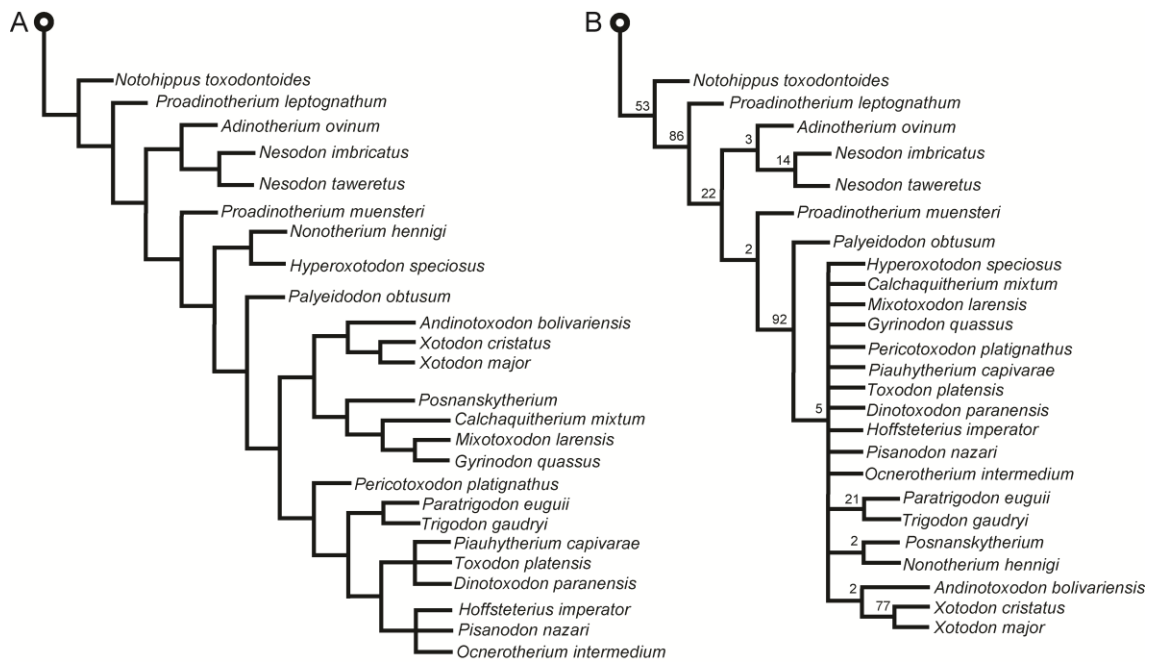 A
Notohippus toxodontoides
Proadinotherium leptognathum
Adinotherium ovinum
Nesodon imbricatus
Nesodon taweretus
Proadinotherium muensteri
Nonotherium hennigi
Hyperoxotodon speciosus
Palyeidodon obtusum
Andinotoxodon bolivariensis
Xotodon cristatus
Xotodon major
Posnanskytherium
Calchaquitherium mixtum
Mixotoxodon larensis
Gyrinodon quassus
Pericotoxodon platignathus
Paratrigodon euguii
Trigodon gaudryi
Piauhytherium capivarae
Toxodon platensis
Dinotoxodon paranensis
Hoffsteterius imperator
Pisanodon nazari
Ocnerotherium intermedium
B
Notohippus toxodontoides
53
Proadinotherium leptognathum
86
Adinotherium ovinum
3
Nesodon imbricatus
14
Nesodon taweretus
22
Proadinotherium muensteri
2
Palyeidodon obtusum
92
Hyperoxotodon speciosus
Calchaquitherium mixtum
Mixotoxodon larensis
Gyrinodon quassus
Pericotoxodon platignathus
Piauhytherium capivarae
Toxodon platensis
5
Dinotoxodon paranensis
Hoffsteterius imperator
Pisanodon nazari
Ocnerotherium intermedium
21
Paratrigodon euguii
Trigodon gaudryi
2
Posnanskytherium
Nonotherium hennigi
2
Andinotoxodon bolivariensis
77
Xotodon cristatus
Xotodon major